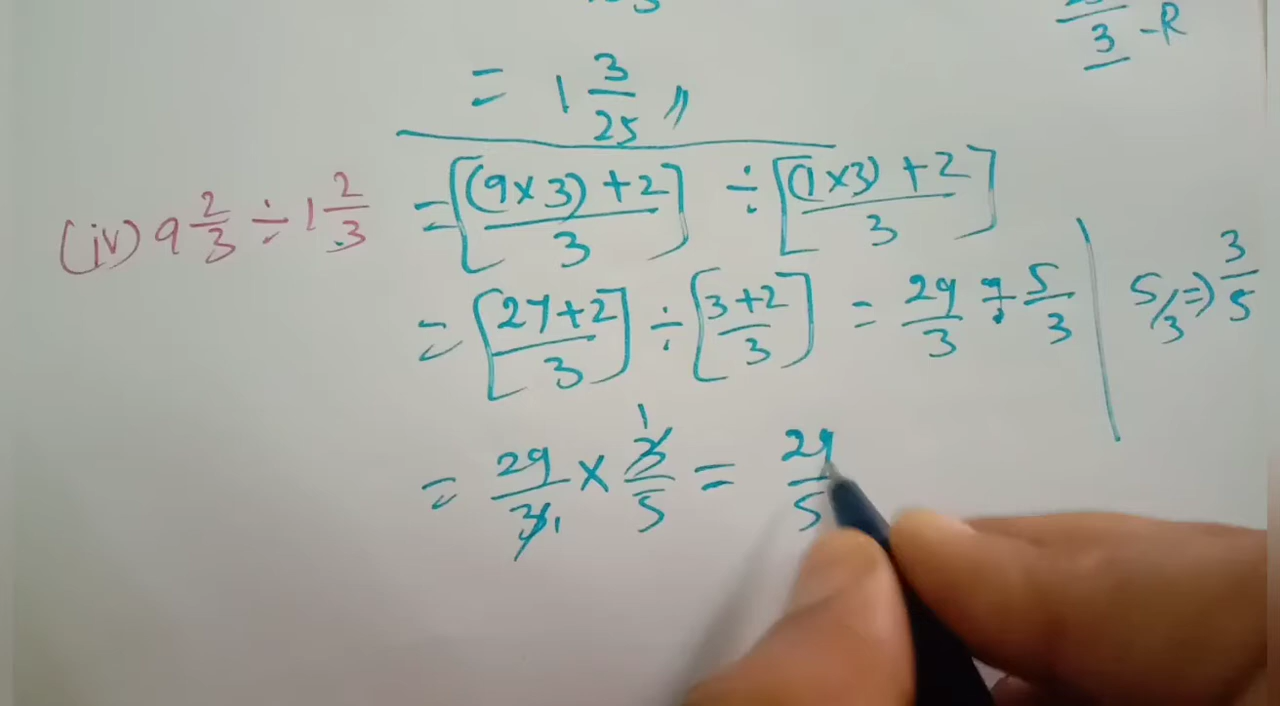 3 - R
= 1 3/25 //
(iv) 9 2/3 ÷ 1 2/3 = [(9 x 3) + 2 / 3] ÷ [(1 x 3) + 2 / 3]
= [27 + 2 / 3] ÷ [3 + 2 / 3] = 29/3 ÷ 5/3 | 5/3 => 3/5
= 29/3 1 x 1 3/5 = 29/5